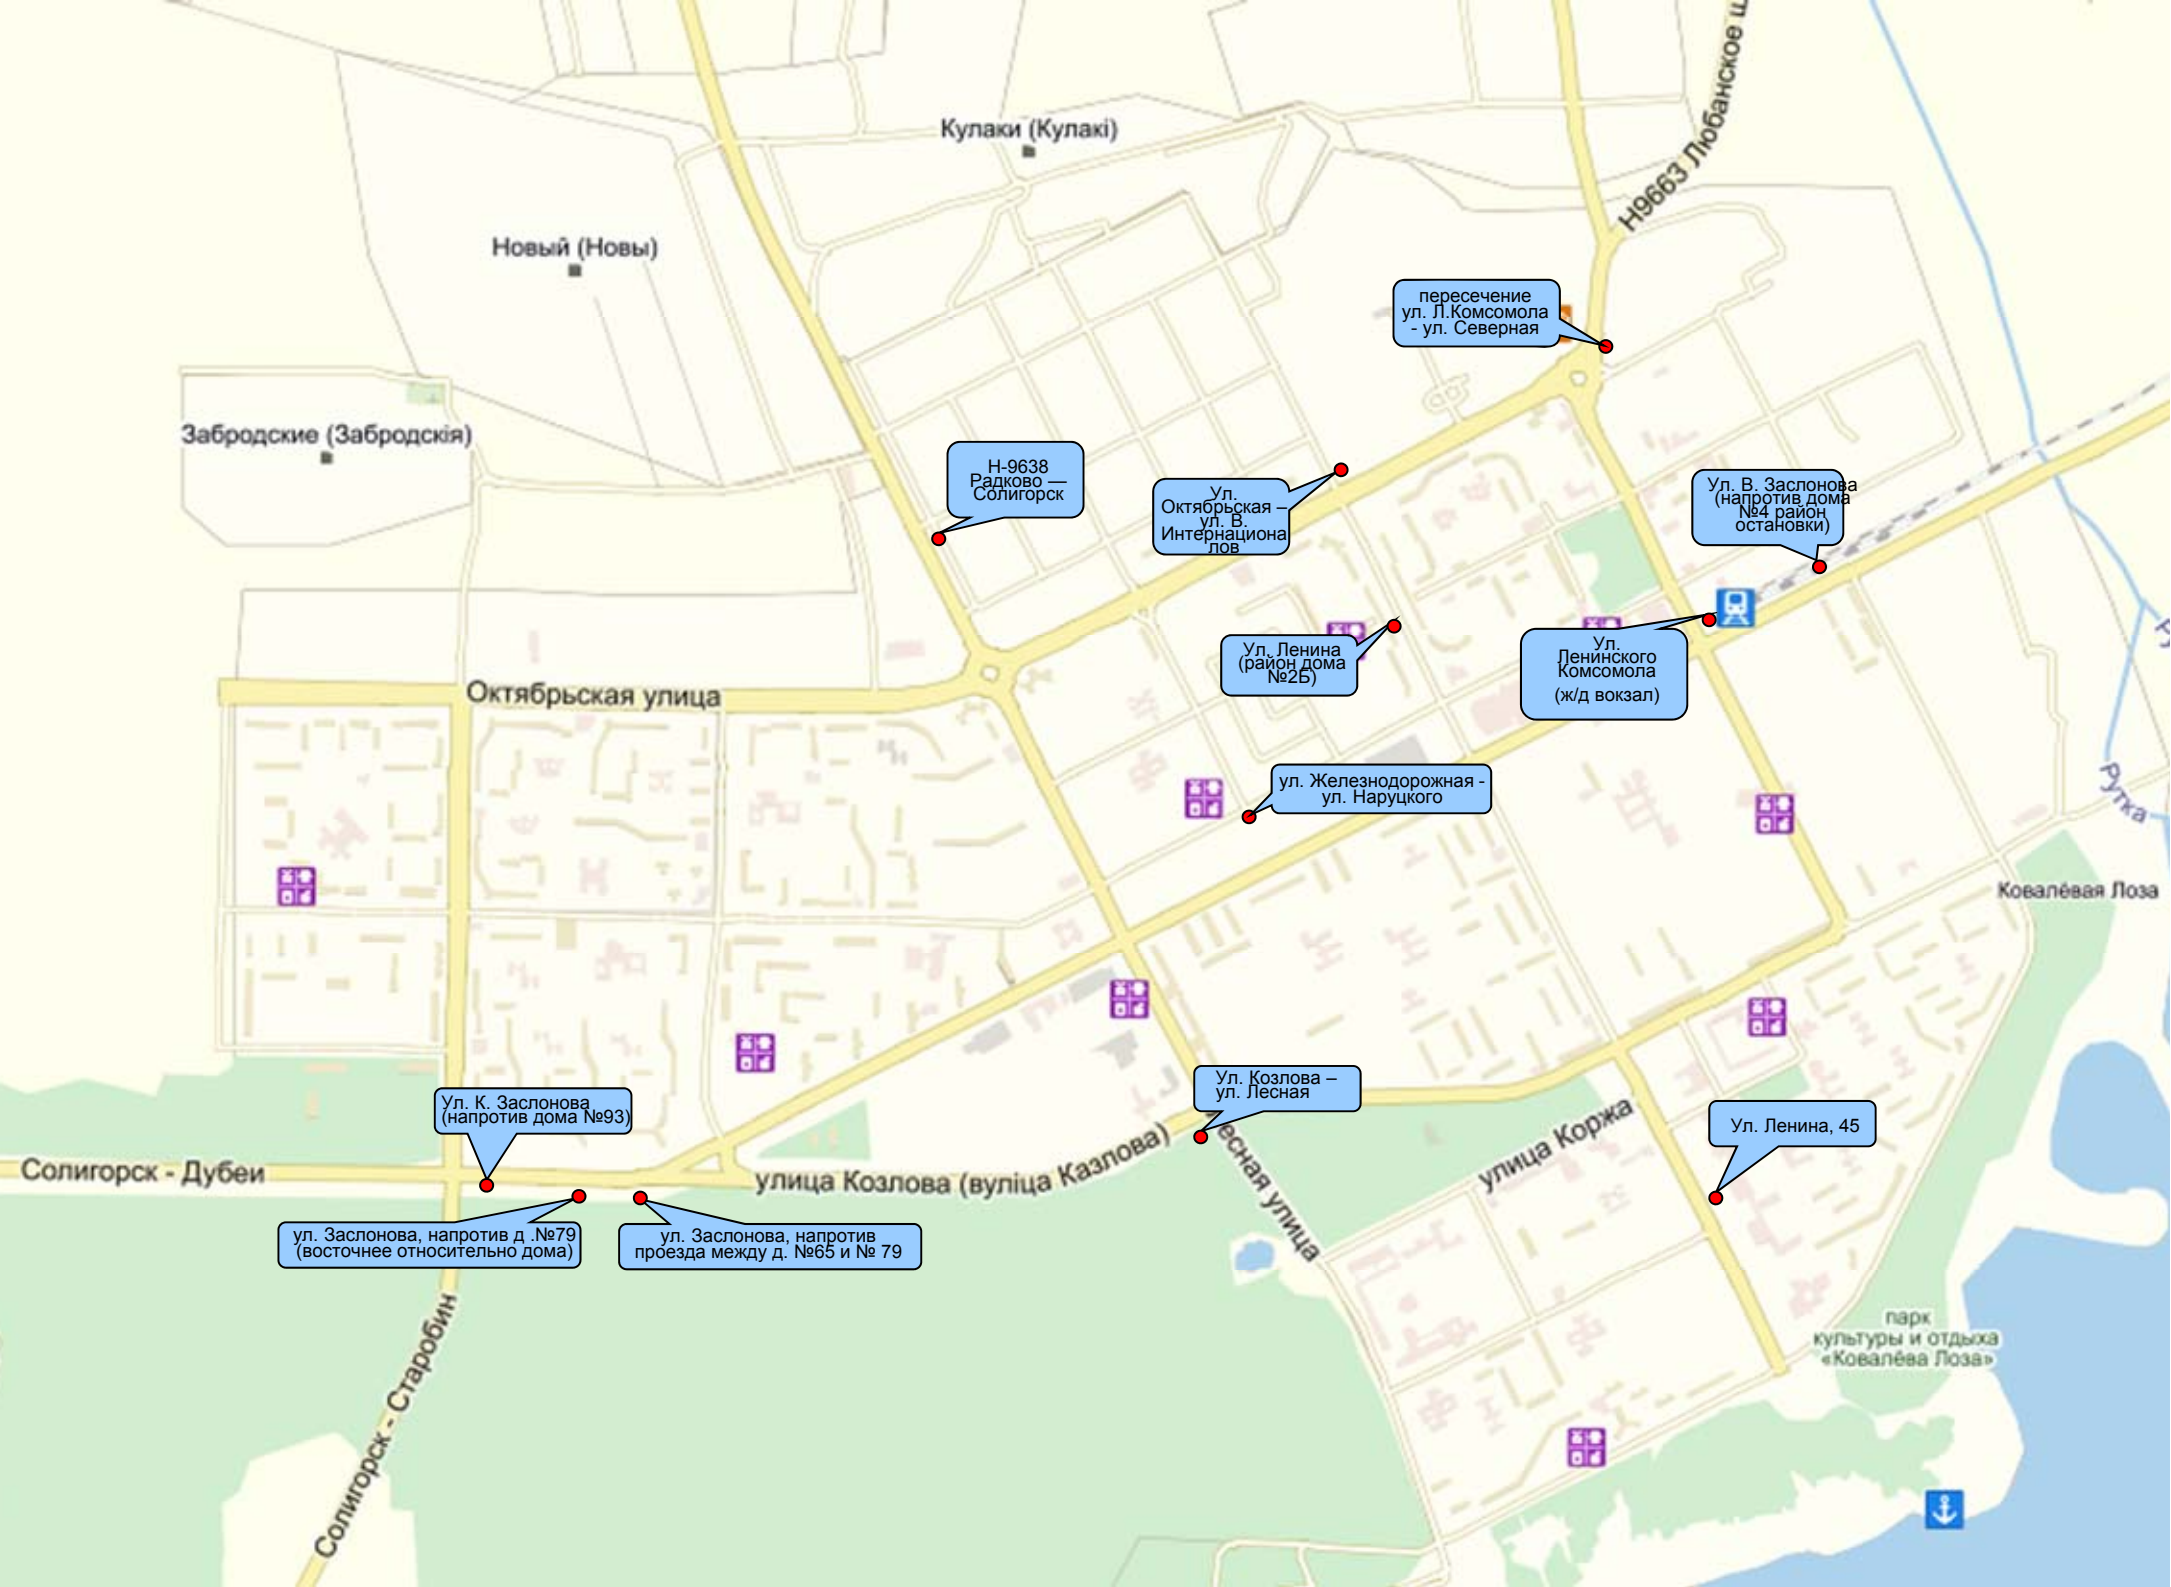 Н9663 Любанское ш
Кулаки (Кулакі)
Новый (Новы)
пересечение
ул. Л.Комсомола
- ул. Северная
Забродские (Забродскія)
Н-9638
Радково —
Солигорск
Ул.
Октябрьская –
ул. В.
Интернациона
лов
Ул. В. Заслонова
(напротив дома
№4 район
остановки)
Ул. Ленина
(район дома
№2Б)
Ул.
Ленинского
Комсомола
(ж/д вокзал)
Октябрьская улица
ул. Железнодорожная -
ул. Наруцкого
Рутка
Ковалёвая Лоза
Ул. К. Заслонова
(напротив дома №93)
Ул. Козлова –
ул. Лесная
Ул. Ленина, 45
улица Коржа
Солигорск - Дубеи
улица Козлова (вуліца Казлова)
есная улица
ул. Заслонова, напротив д .№79
(восточнее относительно дома)
ул. Заслонова, напротив
проезда между д. №65 и № 79
Солигорск - Старобин
парк
культуры и отдыха
«Ковалёва Лоза»